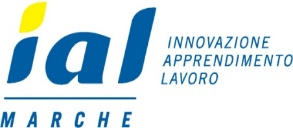 ial
INNOVAZIONE
APPRENDIMENTO
LAVORO
MARCHE